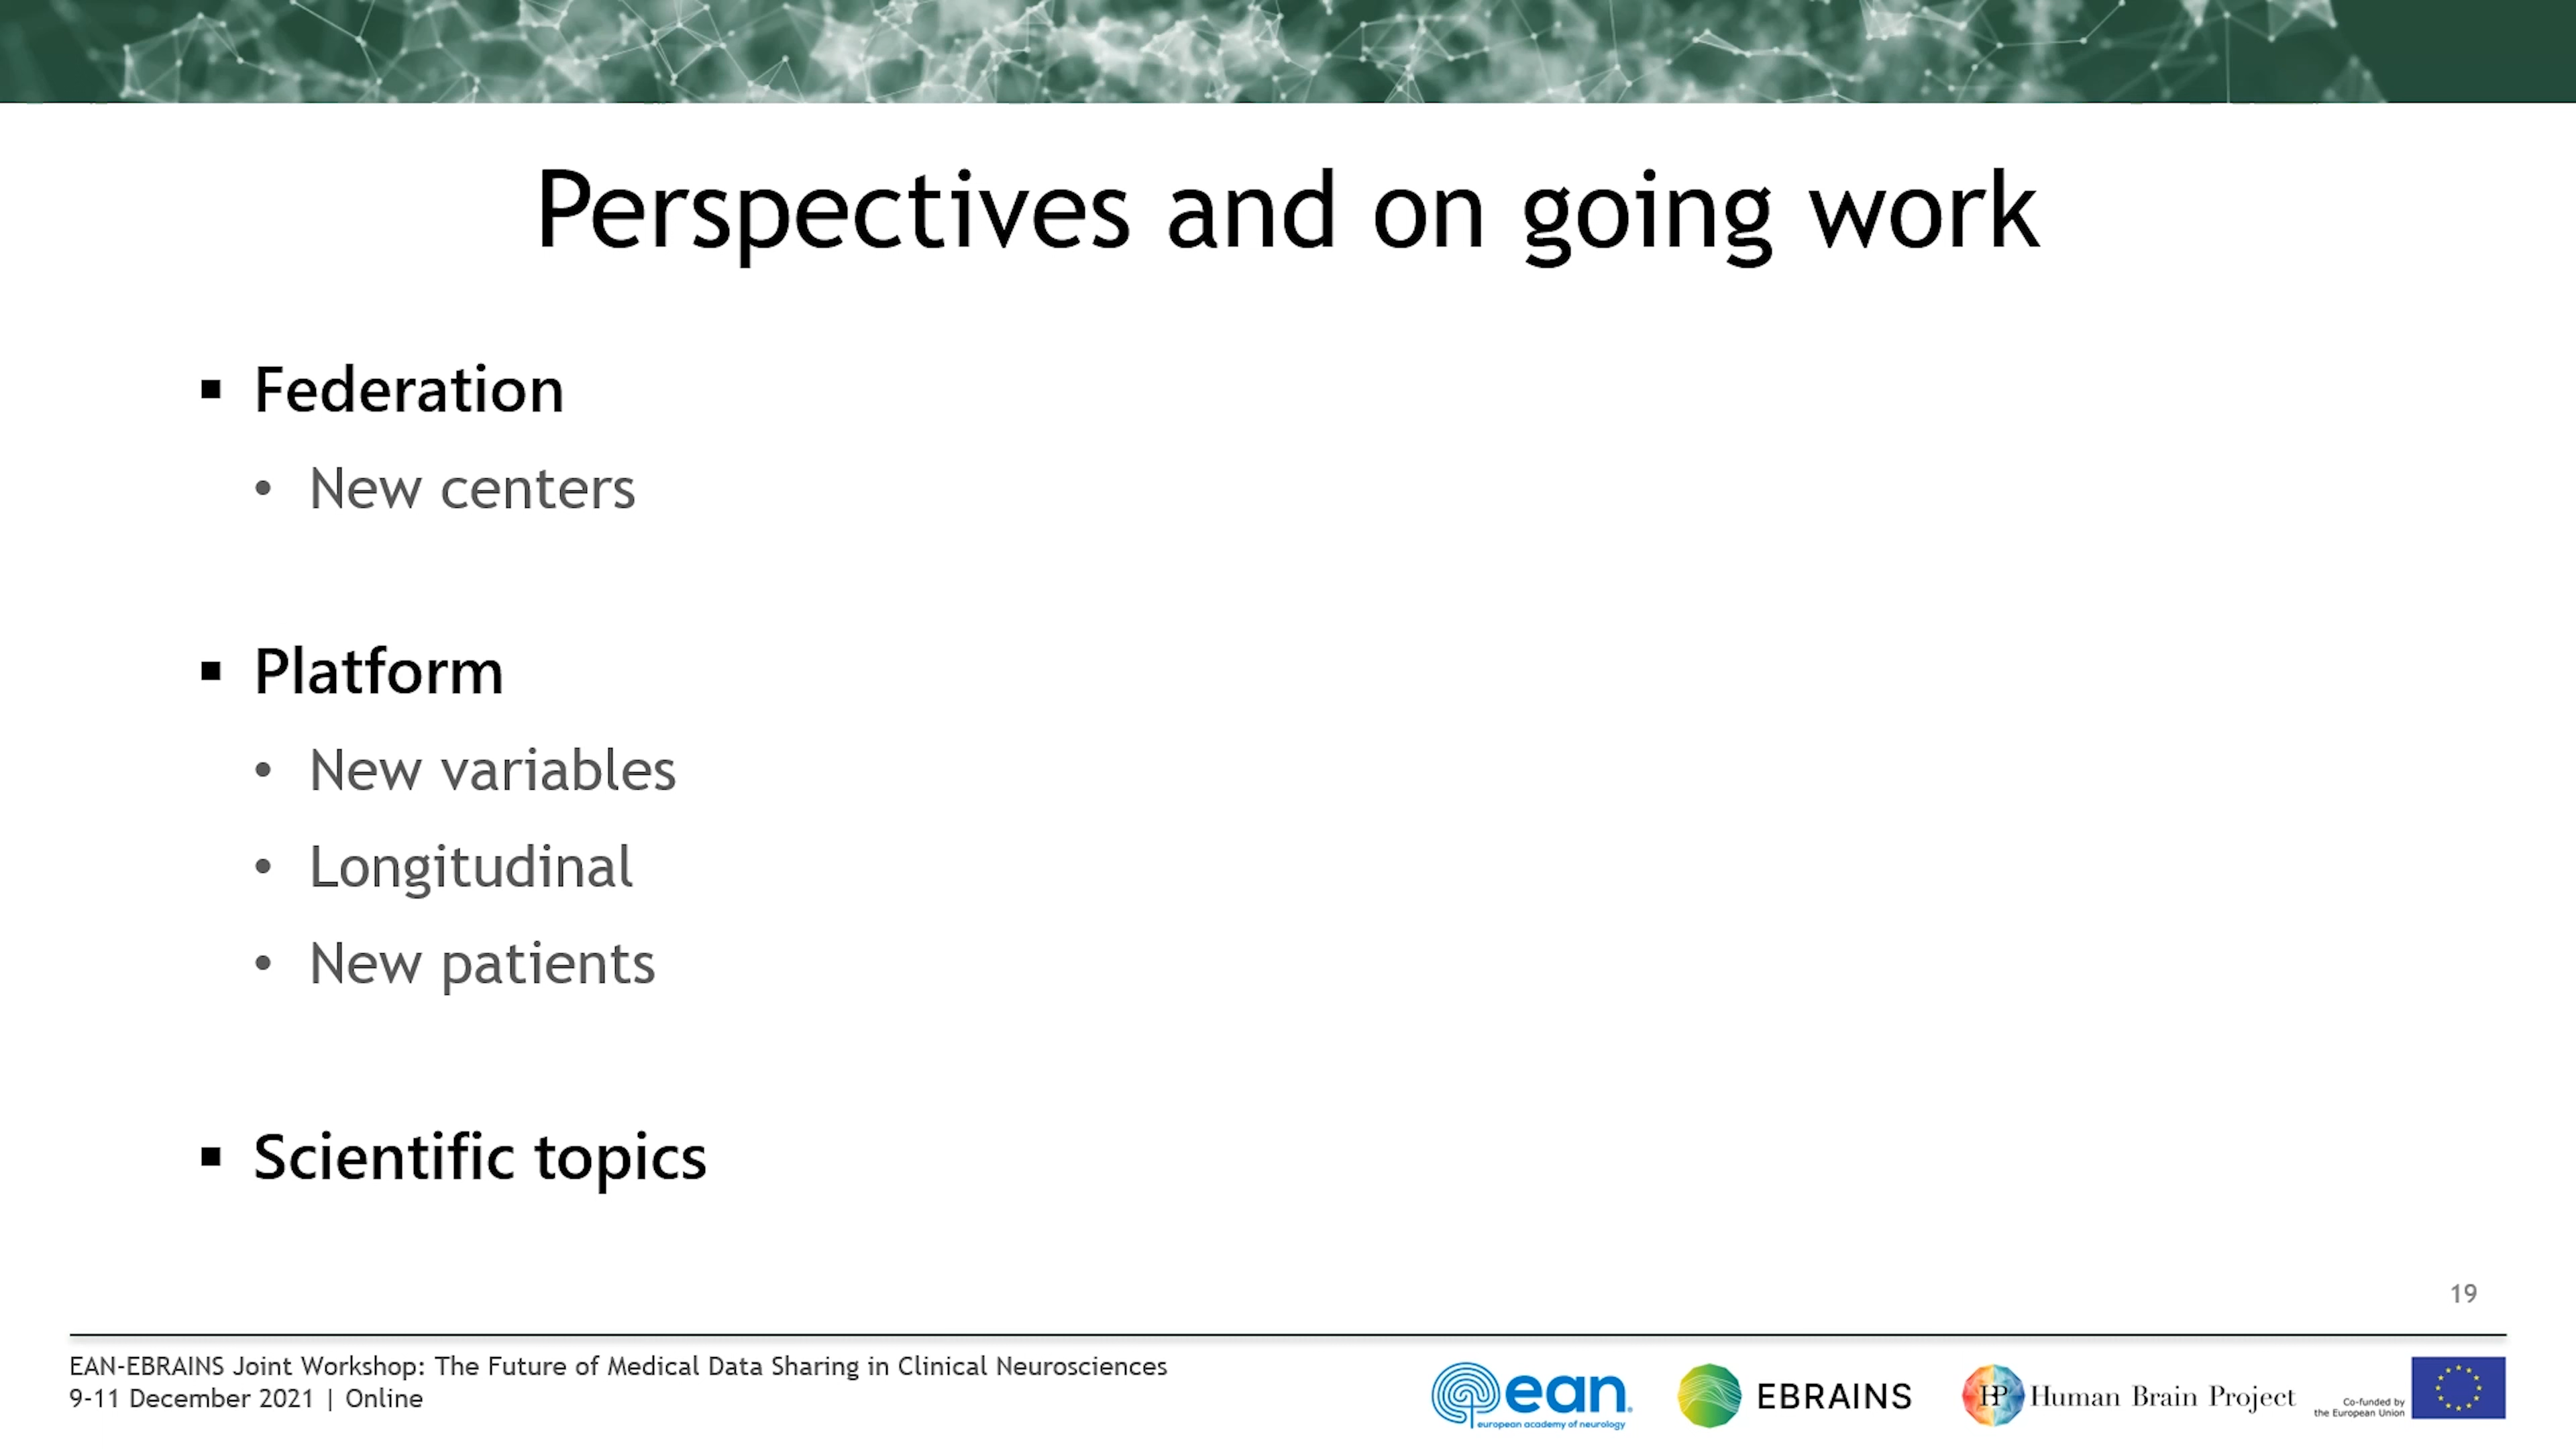 Perspectives and on going work
▪ Federation
• New centers
▪ Platform
• New variables
• Longitudinal
• New patients
▪ Scientific topics
19
EAN-EBRAINS Joint Workshop: The Future of Medical Data Sharing in Clinical Neurosciences
9-11 December 2021 | Online
ean
european academy of neurology
EBRAINS
HP Human Brain Project
Co-funded by
the European Union